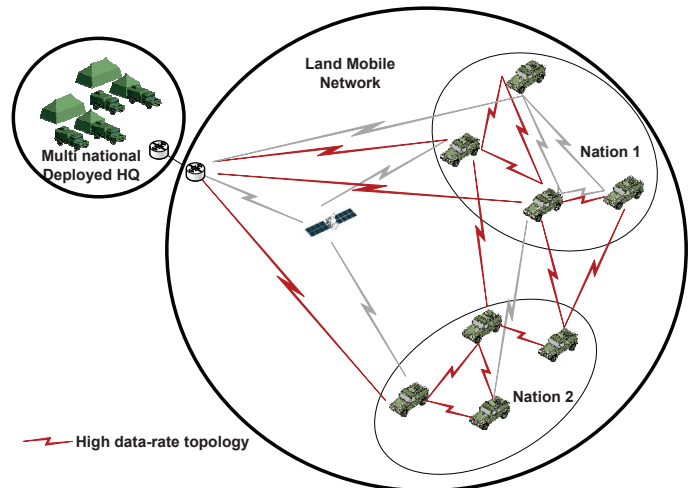 Land Mobile
Network
Multi national
Deployed HQ
Nation 1
Nation 2
High data-rate topology